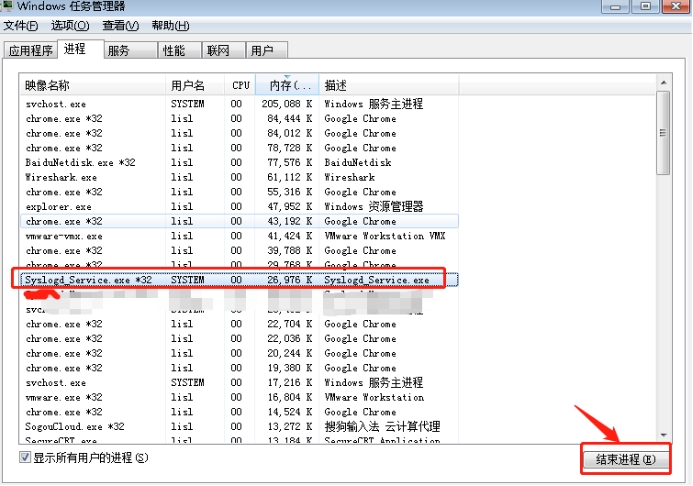 Windows 任务管理器
文件(F) 选项(O) 查看(V) 帮助(H)
应用程序 进程 服务 性能 联网 用户
映像名称 用户名 CPU 内存(... 描述
svchost.exe SYSTEM 00 205,088 K Windows 服务主进程
chrome.exe *32 lisl 00 84,444 K Google Chrome
chrome.exe *32 lisl 00 84,012 K Google Chrome
chrome.exe *32 lisl 00 78,728 K Google Chrome
BaiduNetdisk.exe *32 lisl 00 77,576 K BaiduNetdisk
Wireshark.exe lisl 00 61,112 K Wireshark
chrome.exe *32 lisl 00 55,316 K Google Chrome
explorer.exe lisl 00 47,952 K Windows 资源管理器
chrome.exe *32 lisl 00 43,192 K Google Chrome
vmware-vmx.exe lisl 00 41,424 K VMware Workstation VMX
chrome.exe *32 lisl 00 39,788 K Google Chrome
chrome.exe *32 lisl 00 29,768 K Google Chrome
Syslogd_Service.exe *32 SYSTEM 00 26,976 K Syslogd_Service.exe
chrome.exe *32 lisl 00 22,704 K Google Chrome
chrome.exe *32 lisl 00 22,036 K Google Chrome
chrome.exe *32 lisl 00 20,244 K Google Chrome
chrome.exe *32 lisl 00 19,380 K Google Chrome
svchost.exe SYSTEM 00 17,216 K Windows 服务主进程
vmware.exe *32 lisl 00 16,804 K VMware Workstation
chrome.exe *32 lisl 00 14,524 K Google Chrome
SogouCloud.exe *32 lisl 00 13,272 K 搜狗输入法 云计算代理
SecureCRT.exe lisl 00 13,184 K SecureCRT Application
显示所有用户的进程(S) 结束进程(E)